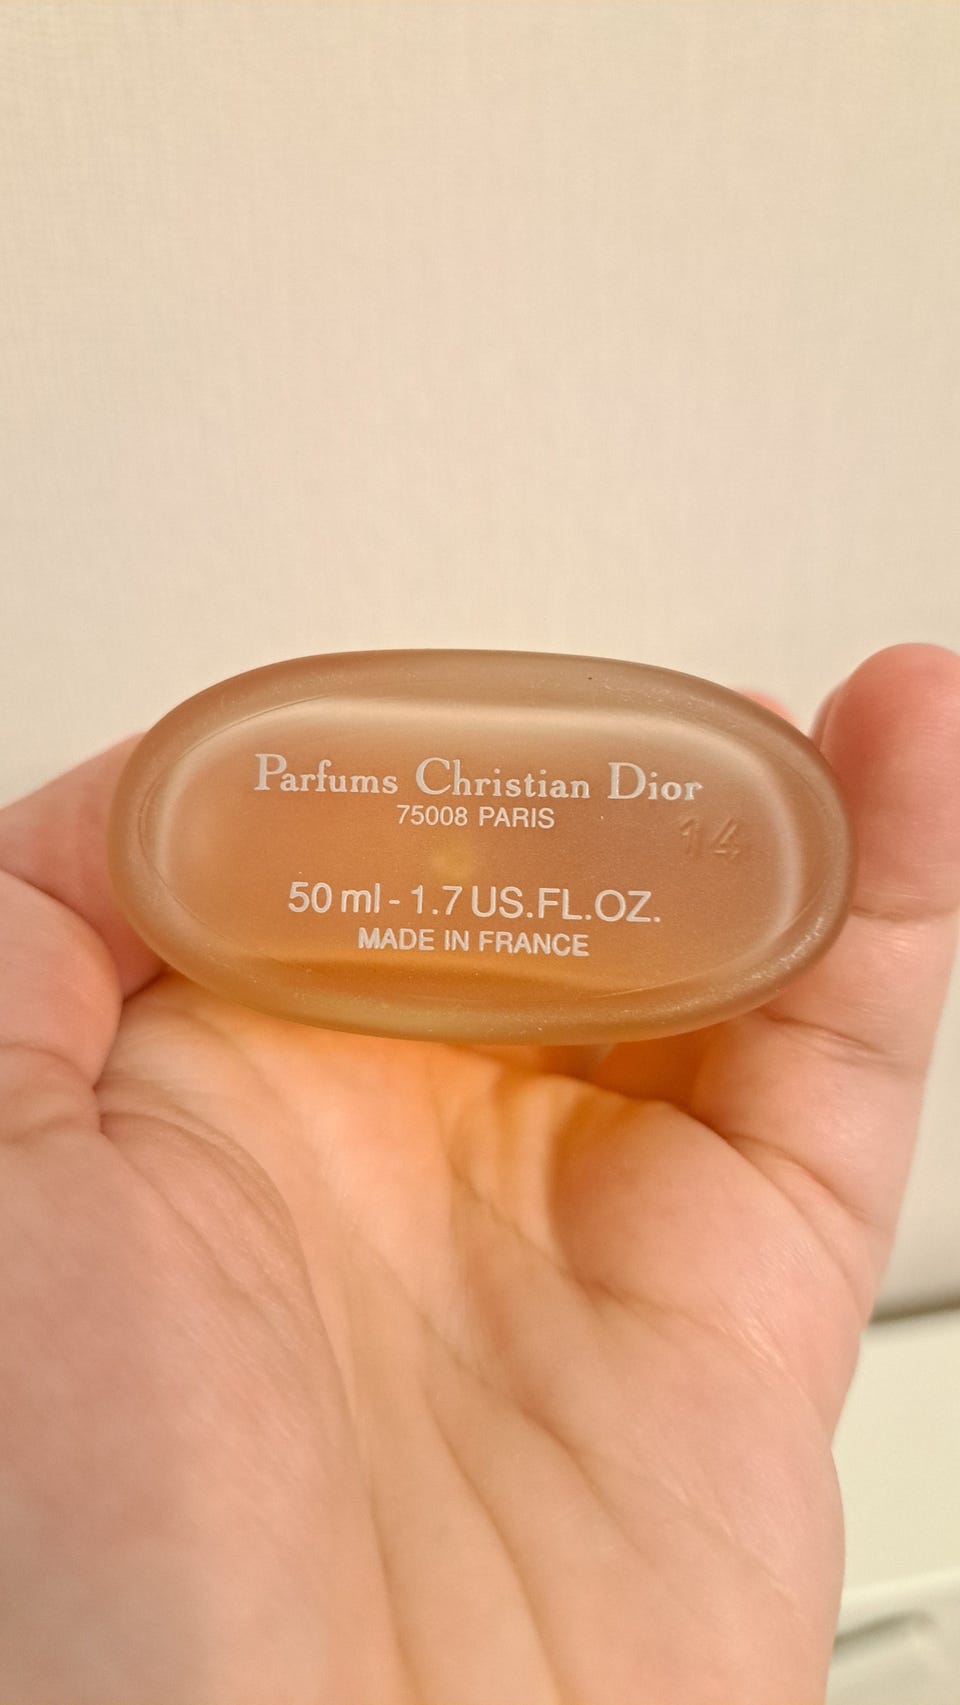 Parfums Christian Dior
75008 PARIS
14
50 ml - 1.7 US.FL.OZ.
MADE IN FRANCE